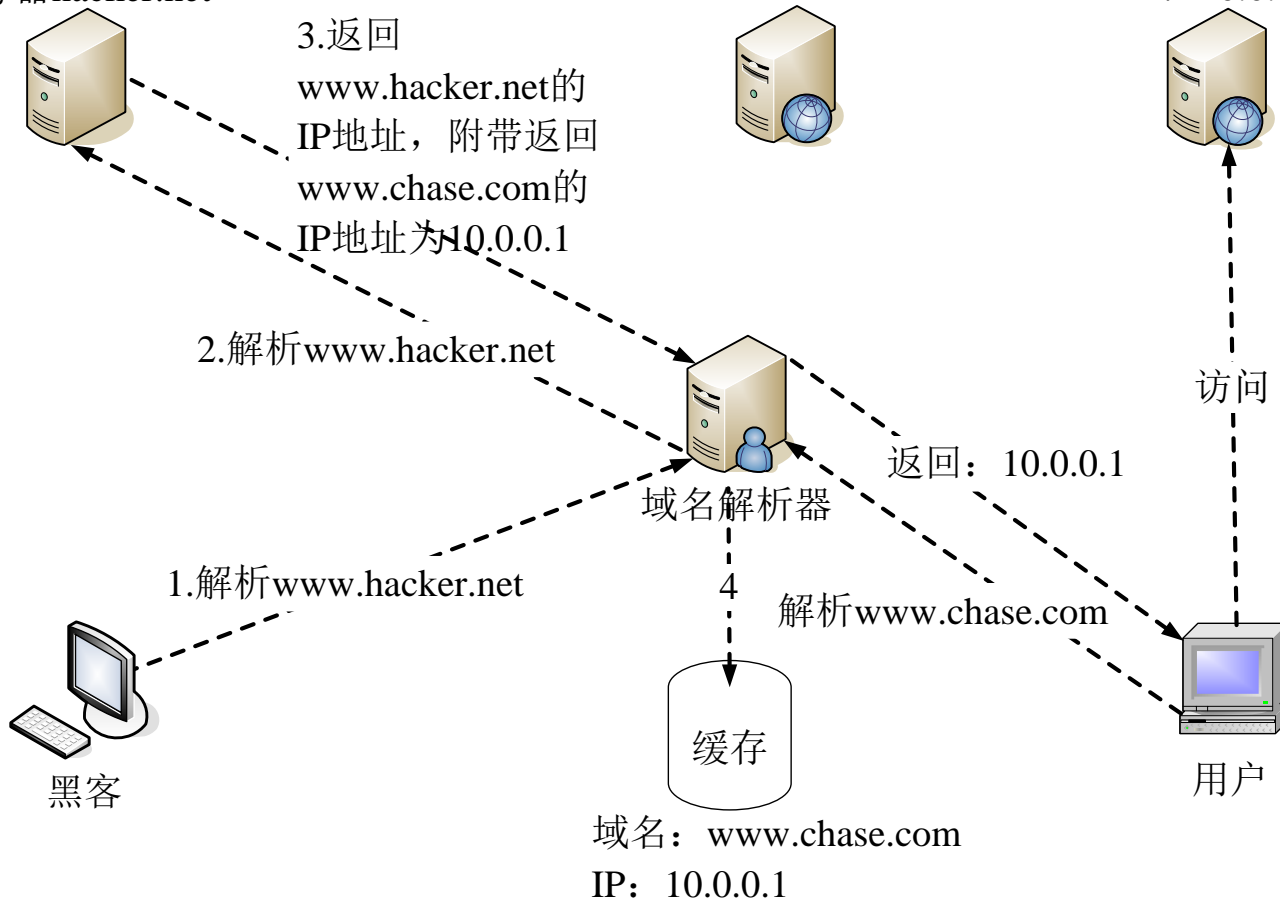 hacker.net
3.返回
www.hacker.net的
IP地址，附带返回
www.chase.com的
IP地址为10.0.0.1
2.解析www.hacker.net
访问
返回：10.0.0.1
域名解析器
1.解析www.hacker.net
4
解析www.chase.com
缓存
黑客
用户
域名：www.chase.com
IP：10.0.0.1